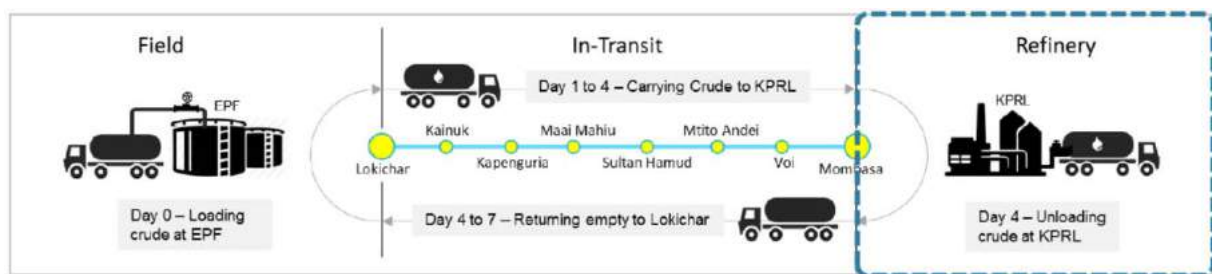 Field
In-Transit
Refinery
EPF
Day 1 to 4 – Carrying Crude to KPRL
KPRL
Kainuk
Maai Mahiu
Mtito Andei
Lokichar
Kapenguria
Sultan Hamud
Voi
Mombasa
Day 0 – Loading
crude at EPF
Day 4 to 7 – Returning empty to Lokichar
Day 4 – Unloading
crude at KPRL